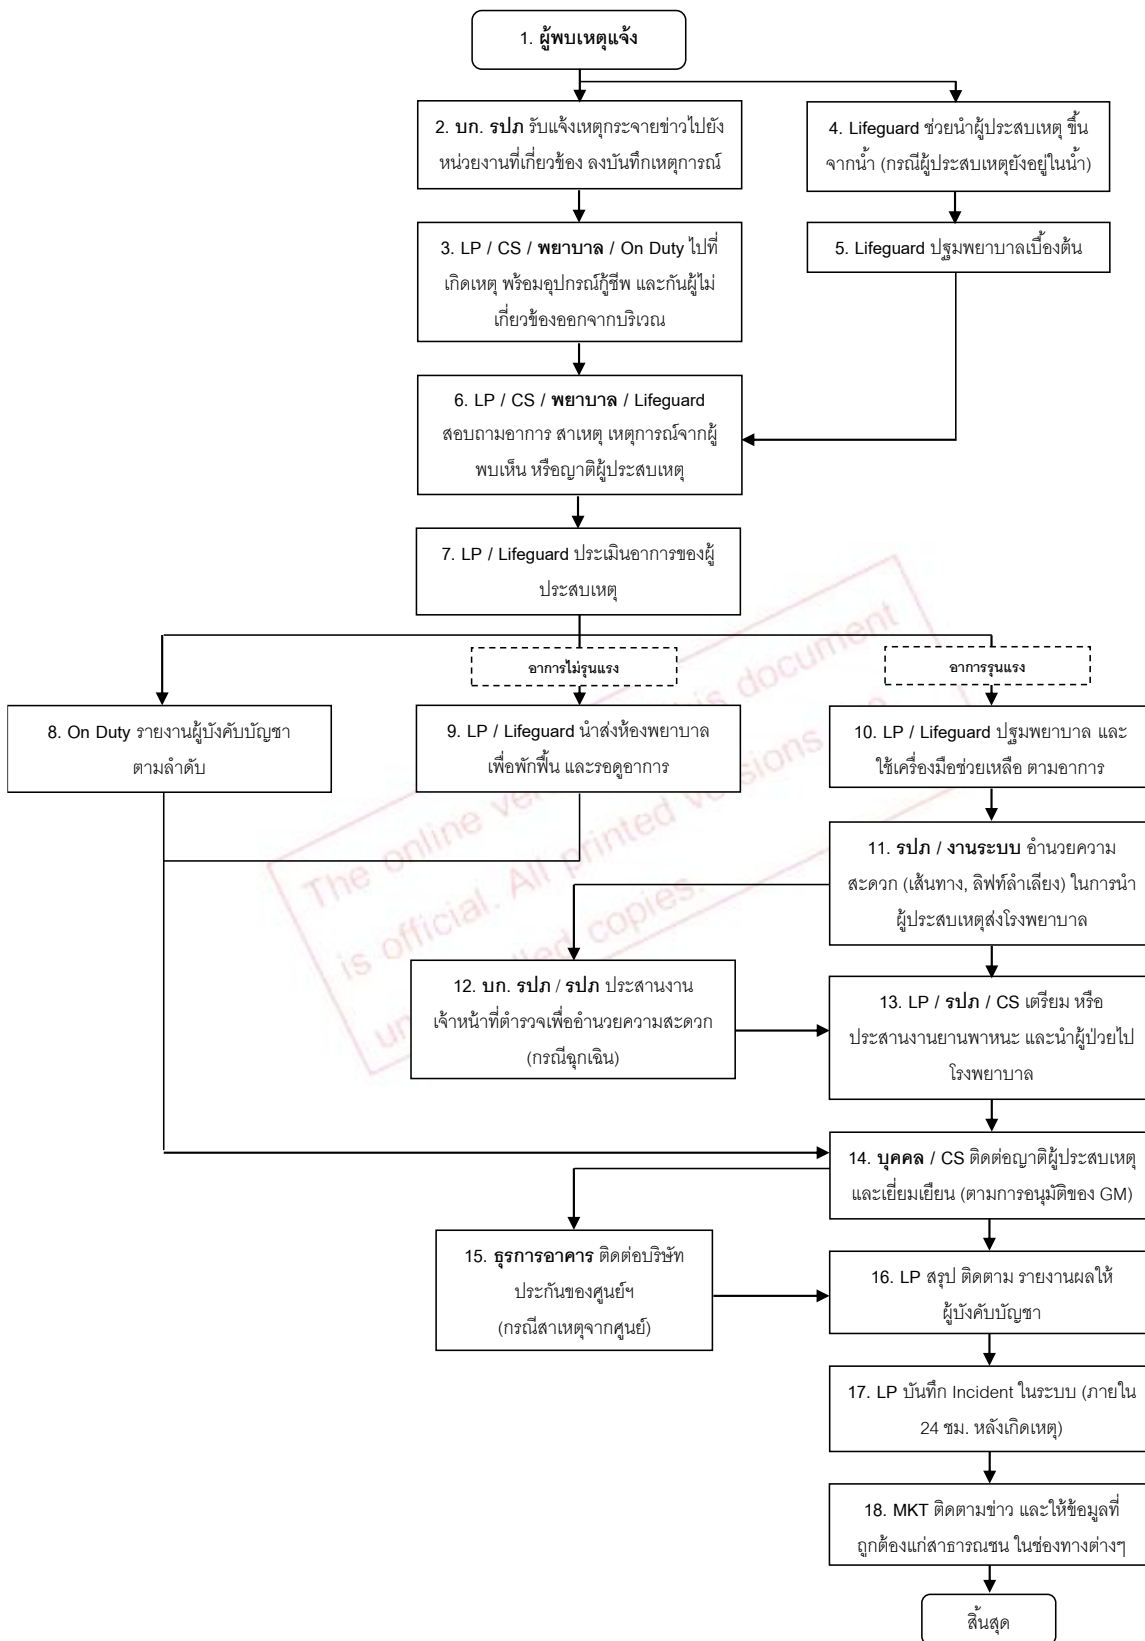 1. ผู้พบเหตุแจ้ง
2. บก. รปภ รับแจ้งเหตุกระจายข่าวไปยัง
หน่วยงานที่เกี่ยวข้อง ลงบันทึกเหตุการณ์
4. Lifeguard ช่วยนำผู้ประสบเหตุ ขึ้น
จากน้ำ (กรณีผู้ประสบเหตุยังอยู่ในน้ำ)
3. LP / CS / พยาบาล / On Duty ไปที่
เกิดเหตุ พร้อมอุปกรณ์กู้ชีพ และกันผู้ไม่
เกี่ยวข้องออกจากบริเวณ
5. Lifeguard ปฐมพยาบาลเบื้องต้น
6. LP / CS / พยาบาล / Lifeguard
สอบถามอาการ สาเหตุ เหตุการณ์จากผู้
พบเห็น หรือญาติผู้ประสบเหตุ
7. LP / Lifeguard ประเมินอาการของผู้
ประสบเหตุ
อาการไม่รุนแรง
อาการรุนแรง
8. On Duty รายงานผู้บังคับบัญชา
ตามลำดับ
9. LP / Lifeguard นำส่งห้องพยาบาล
เพื่อพักฟื้น และรอดูอาการ
10. LP / Lifeguard ปฐมพยาบาล และ
ใช้เครื่องมือช่วยเหลือ ตามอาการ
11. รปภ / งานระบบ อำนวยความ
สะดวก (เส้นทาง, ลิฟท์ลำเลียง) ในการนำ
ผู้ประสบเหตุส่งโรงพยาบาล
12. บก. รปภ / รปภ ประสานงาน
เจ้าหน้าที่ตำรวจเพื่ออำนวยความสะดวก
(กรณีฉุกเฉิน)
13. LP / รปภ / CS เตรียม หรือ
ประสานงานยานพาหนะ และนำผู้ป่วยไป
โรงพยาบาล
14. บุคคล / CS ติดต่อญาติผู้ประสบเหตุ
และเยี่ยมเยียน (ตามการอนุมัติของ GM)
15. ธุรการอาคาร ติดต่อบริษัท
ประกันของศูนย์ฯ
(กรณีสาเหตุจากศูนย์)
16. LP สรุป ติดตาม รายงานผลให้
ผู้บังคับบัญชา
17. LP บันทึก Incident ในระบบ (ภายใน
24 ชม. หลังเกิดเหตุ)
18. MKT ติดตามข่าว และให้ข้อมูลที่
ถูกต้องแก่สาธารณชน ในช่องทางต่างๆ
สิ้นสุด
The online document
is official. All printed
copies.